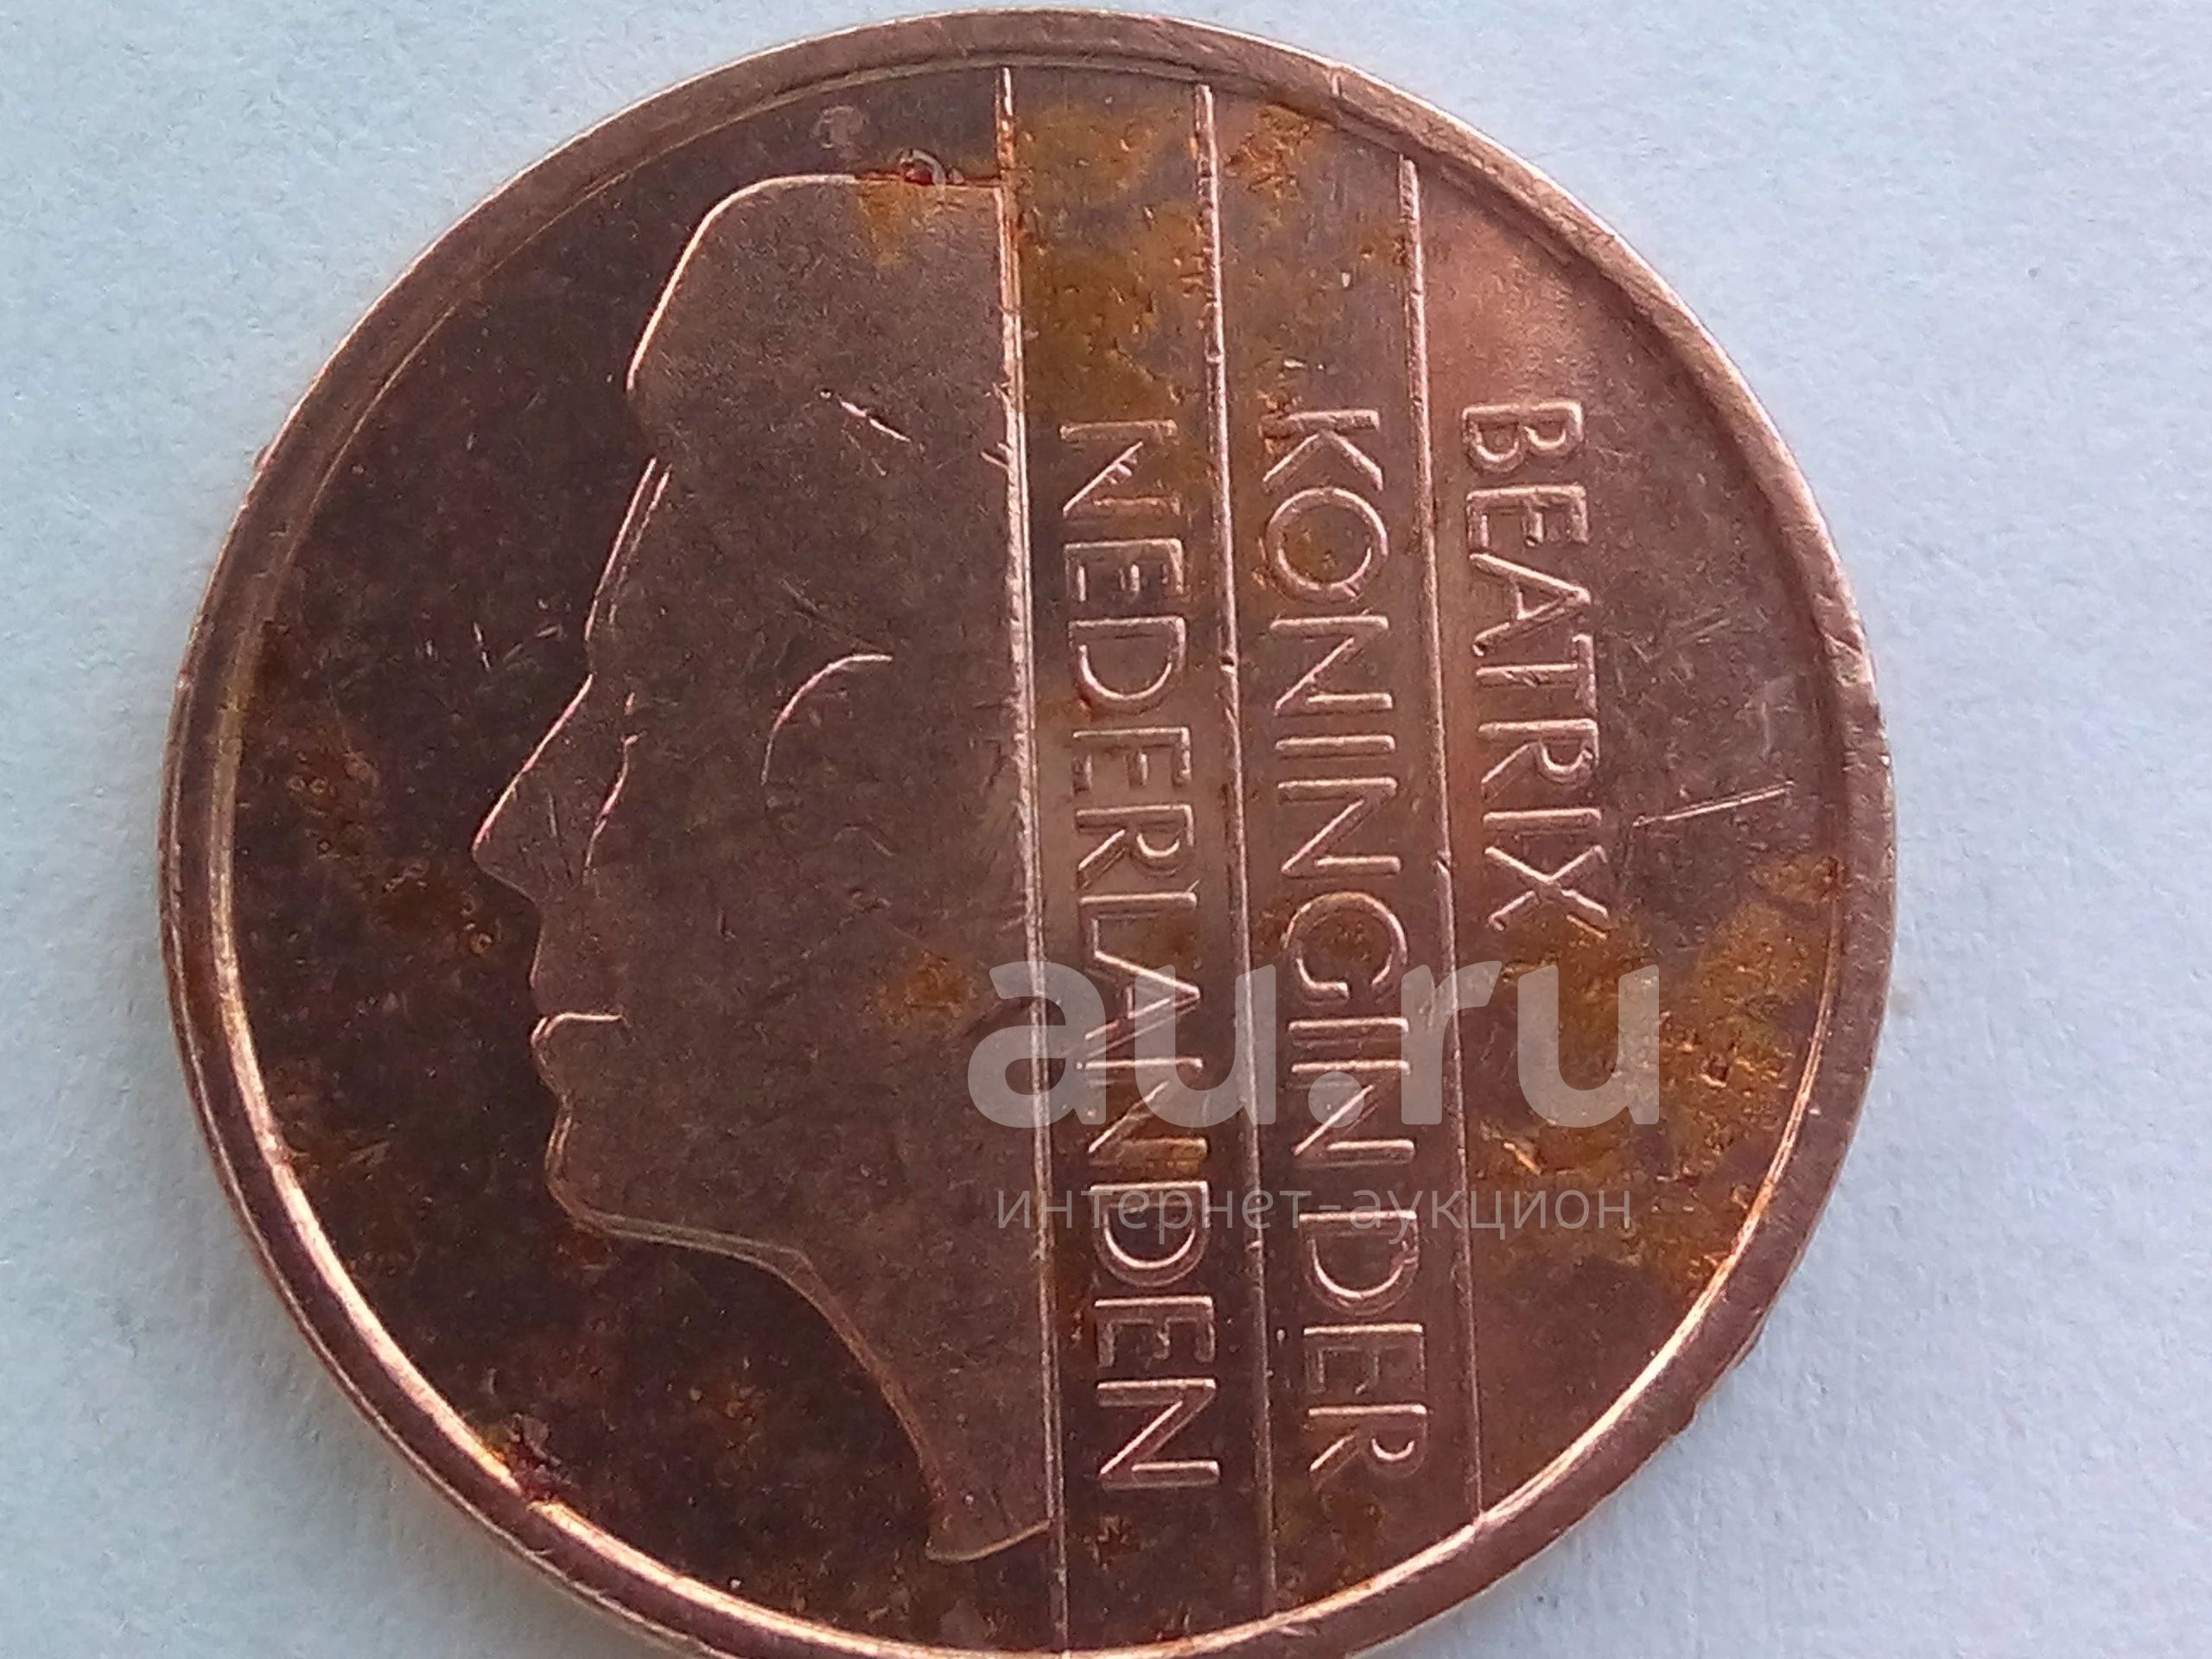 BEATRIX
KONINGIN DER
NEDERLANDEN
au.ru
интернет-аукцион